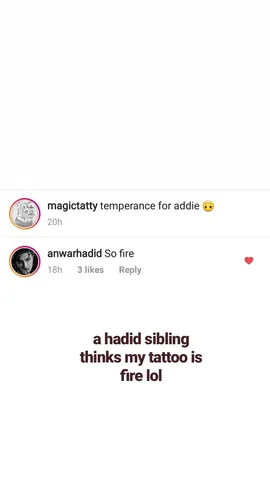 magictatty temperance for addie 😥
20h
anwarhadid So fire
18h 3 likes Reply
a hadid sibling
thinks my tattoo is
fire lol